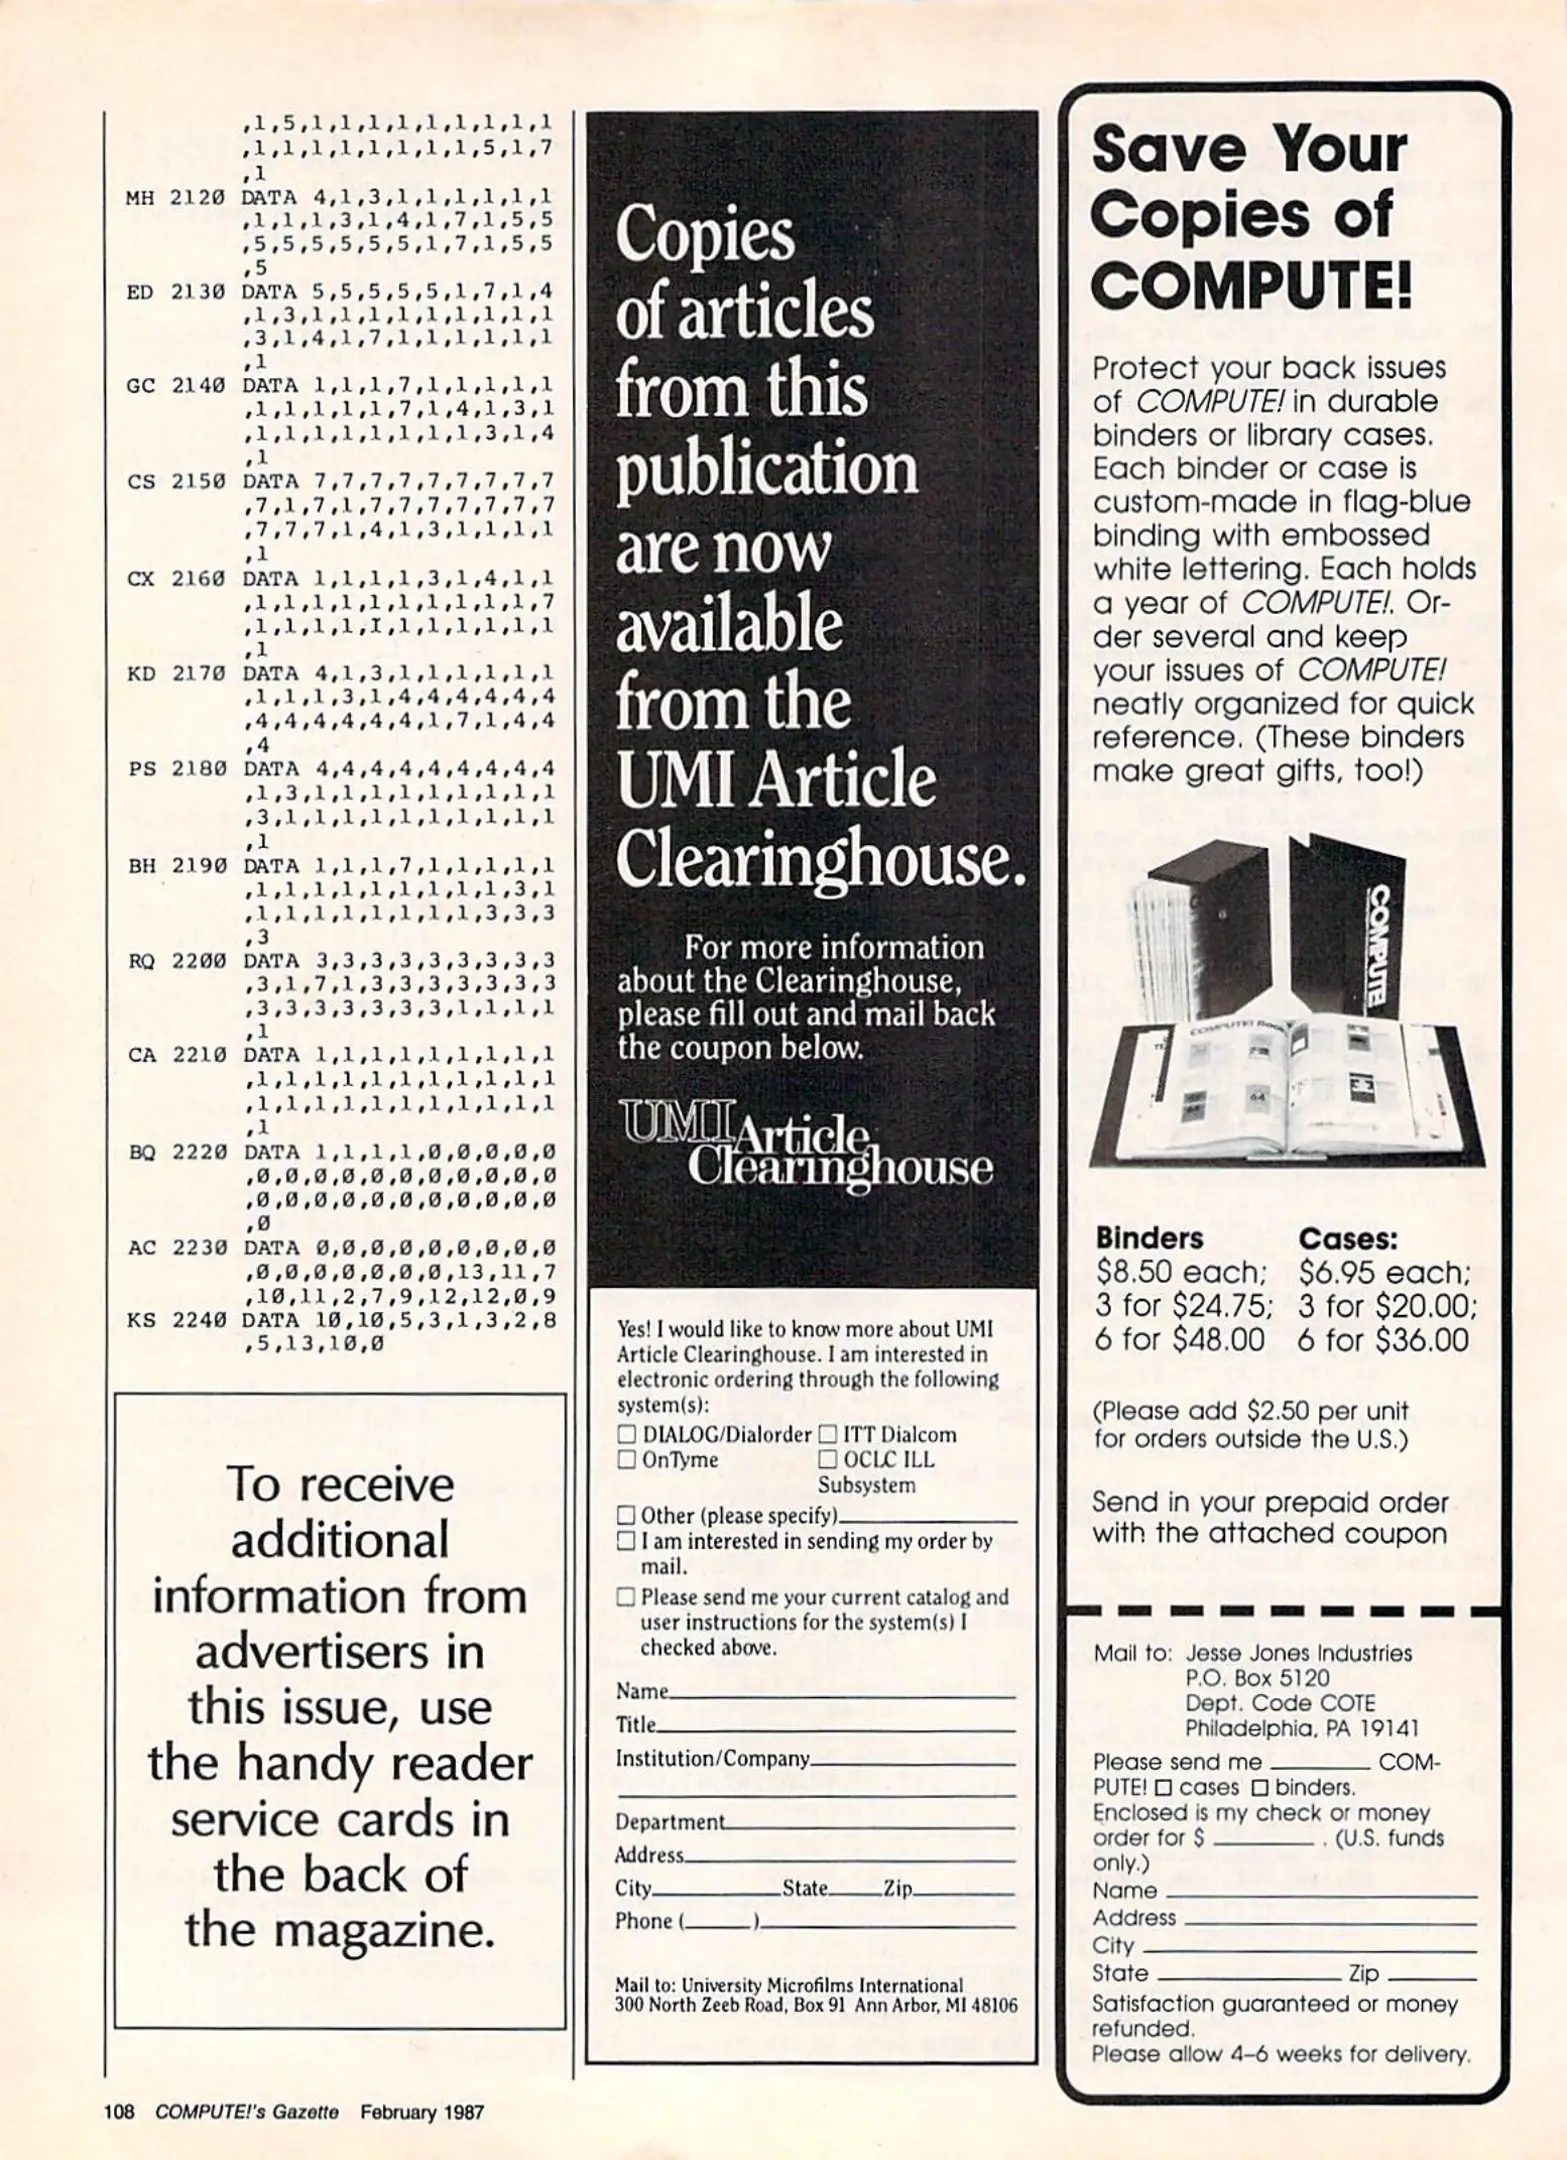 ,1,5,1,1,1,1,1,1,1,1,1
,1,1,1,1,1,1,1,1,5,1,7
,1
MH 2120 DATA 4,1,3,1,1,1,1,1,1
,1,1,1,3,1,4,1,7,1,5,5
,5,5,5,5,5,5,1,7,1,5,5
,5
ED 2130 DATA 5,5,5,5,5,1,7,1,4
,1,3,1,1,1,1,1,1,1,1,1
,3,1,4,1,7,1,1,1,1,1,1
,1
GC 2140 DATA 1,1,1,7,1,1,1,1,1
,1,1,1,1,1,7,1,4,1,3,1
,1,1,1,1,1,1,1,1,3,1,4
,1
CS 2150 DATA 7,7,7,7,7,7,7,7,7
,7,1,7,1,7,7,7,7,7,7,7
,7,7,7,1,4,1,3,1,1,1,1
,1
CX 2160 DATA 1,1,1,1,3,1,4,1,1
,1,1,1,1,1,1,1,1,1,1,7
,1,1,1,1,1,1,1,1,1,1,1
,1
KD 2170 DATA 4,1,3,1,1,1,1,1,1
,1,1,1,3,1,4,4,4,4,4,4
,4,4,4,4,4,4,1,7,1,4,4
,4
PS 2180 DATA 4,4,4,4,4,4,4,4,4
,1,3,1,1,1,1,1,1,1,1,1
,3,1,1,1,1,1,1,1,1,1,1
,1
BH 2190 DATA 1,1,1,7,1,1,1,1,1
,1,1,1,1,1,1,1,1,1,3,1
,1,1,1,1,1,1,1,1,3,3,3
,3
RQ 2200 DATA 3,3,3,3,3,3,3,3,3
,3,1,7,1,3,3,3,3,3,3,3
,3,3,3,3,3,3,3,1,1,1,1
,1
CA 2210 DATA 1,1,1,1,1,1,1,1,1
,1,1,1,1,1,1,1,1,1,1,1
,1,1,1,1,1,1,1,1,1,1,1
,1
BQ 2220 DATA 1,1,1,1,0,0,0,0,0
,0,0,0,0,0,0,0,0,0,0,0
,0,0,0,0,0,0,0,0,0,0,0
,0
AC 2230 DATA 0,0,0,0,0,0,0,0,0
,0,0,0,0,0,0,0,13,11,7
,10,11,2,7,9,12,12,0,9
KS 2240 DATA 10,10,5,3,1,3,2,8
,5,13,10,0
To receive
additional
information from
advertisers in
this issue, use
the handy reader
service cards in
the back of
the magazine.
Copies
of articles
from this
publication
are now
available
from the
UMI Article
Clearinghouse.
For more information
about the Clearinghouse,
please fill out and mail back
the coupon below.
UMI Article
Clearinghouse
Yes! I would like to know more about UMI
Article Clearinghouse. I am interested in
electronic ordering through the following
system(s):
☐ DIALOG/Dialorder ☐ ITT Dialcom
☐ OnTyme ☐ OCLC ILL
Subsystem
☐ Other (please specify)
☐ I am interested in sending my order by
mail.
☐ Please send me your current catalog and
user instructions for the system(s) I
checked above.
Name
Title
Institution/Company
Department
Address
City State Zip
Phone ( )
Mail to: University Microfilms International
300 North Zeeb Road, Box 91 Ann Arbor, MI 48106
Save Your
Copies of
COMPUTE!
Protect your back issues
of COMPUTE! in durable
binders or library cases.
Each binder or case is
custom-made in flag-blue
binding with embossed
white lettering. Each holds
a year of COMPUTE!. Or-
der several and keep
your issues of COMPUTE!
neatly organized for quick
reference. (These binders
make great gifts, too!)
COMPUTE!
COMPUTE! Books
Binders Cases:
$8.50 each; $6.95 each;
3 for $24.75; 3 for $20.00;
6 for $48.00 6 for $36.00
(Please add $2.50 per unit
for orders outside the U.S.)
Send in your prepaid order
with the attached coupon
Mail to: Jesse Jones Industries
P.O. Box 5120
Dept. Code COTE
Philadelphia, PA 19141
Please send me COM-
PUTE! ☐ cases ☐ binders.
Enclosed is my check or money
order for $ . (U.S. funds
only.)
Name
Address
City
State Zip
Satisfaction guaranteed or money
refunded.
Please allow 4–6 weeks for delivery.
108 COMPUTE!'s Gazette February 1987